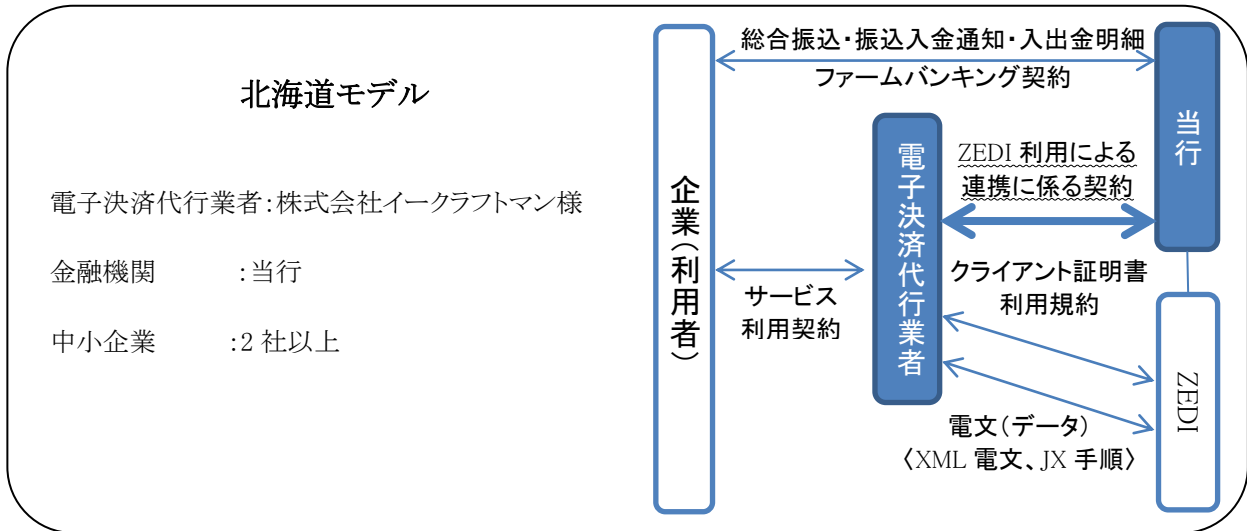 北海道モデル
電子決済代行業者:株式会社イークラフトマン様
金融機関　　　:当行
中小企業　　　:2 社以上
総合振込・振込入金通知・入出金明細
ファームバンキング契約
企業(利用者)
サービス
利用契約
電子決済代行業者
ZEDI 利用による
連携に係る契約
当行
クライアント証明書
利用規約
ZEDI
電文(データ)
〈XML 電文、JX 手順〉